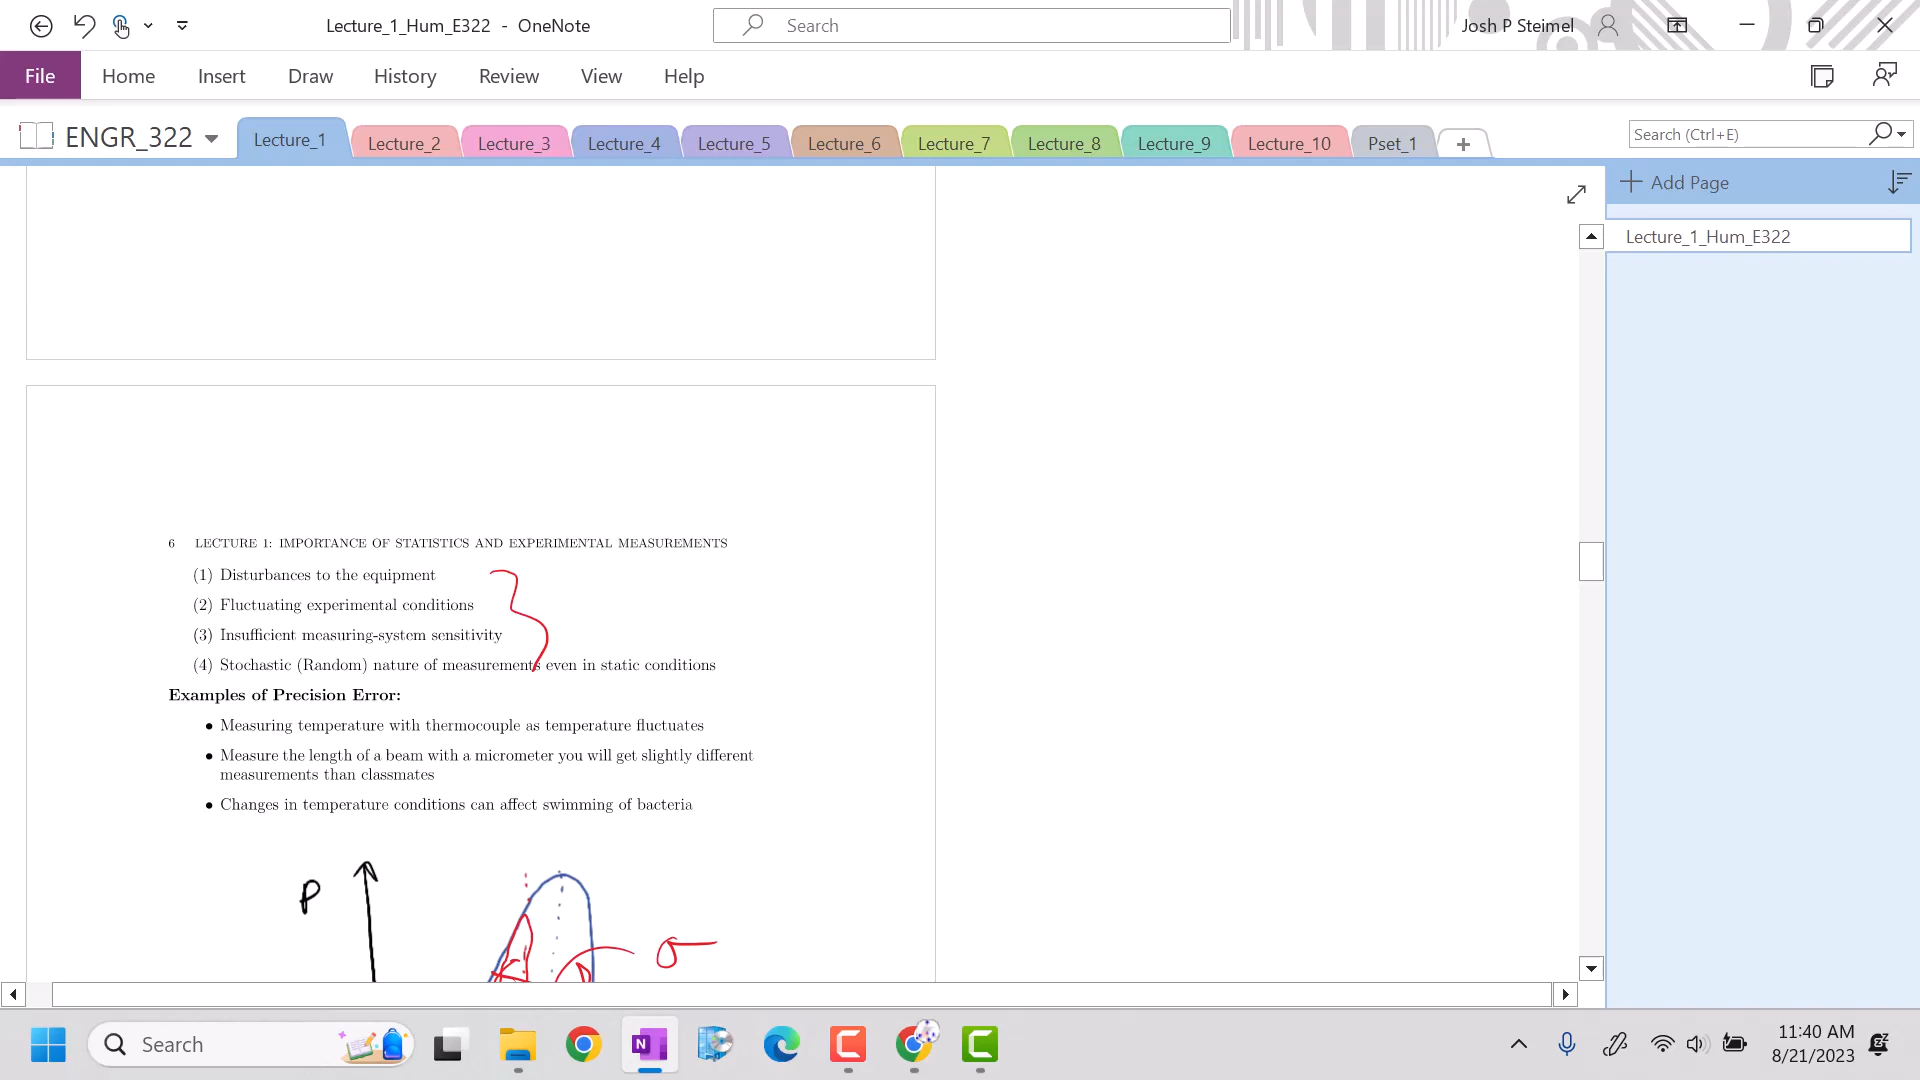 Lecture_1_Hum_E322 - OneNote
Search
Josh P Steimel
File Home Insert Draw History Review View Help
ENGR_322
Lecture_1 Lecture_2 Lecture_3 Lecture_4 Lecture_5 Lecture_6 Lecture_7 Lecture_8 Lecture_9 Lecture_10 Pset_1
Search (Ctrl+E)
Add Page
Lecture_1_Hum_E322
6 LECTURE 1: IMPORTANCE OF STATISTICS AND EXPERIMENTAL MEASUREMENTS
(1) Disturbances to the equipment
(2) Fluctuating experimental conditions
(3) Insufficient measuring-system sensitivity
(4) Stochastic (Random) nature of measurements even in static conditions
Examples of Precision Error:
• Measuring temperature with thermocouple as temperature fluctuates
• Measure the length of a beam with a micrometer you will get slightly different
measurements than classmates
• Changes in temperature conditions can affect swimming of bacteria
P
σ
Search
11:40 AM
8/21/2023